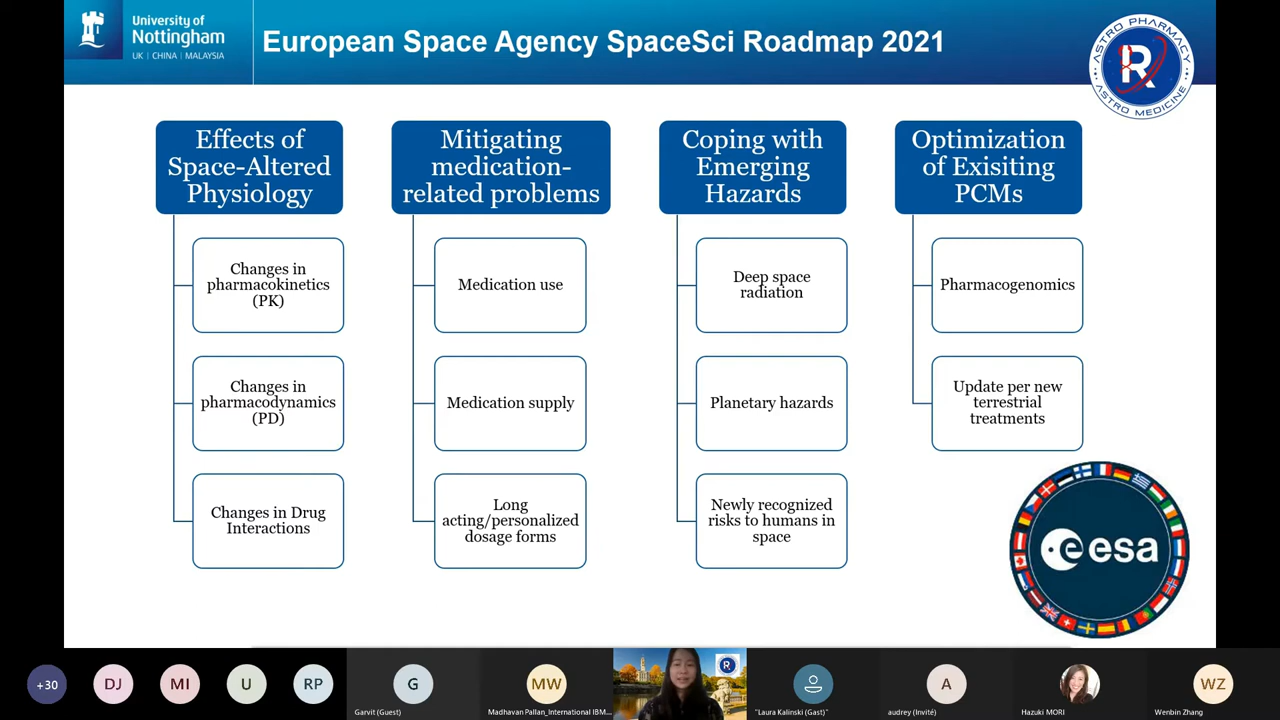 University of
Nottingham
UK | CHINA | MALAYSIA
European Space Agency SpaceSci Roadmap 2021
ASTRO PHARMACY
R
ASTRO MEDICINE
Effects of
Space-Altered
Physiology
Changes in
pharmacokinetics
(PK)
Changes in
pharmacodynamics
(PD)
Changes in Drug
Interactions
Mitigating
medication-
related problems
Medication use
Medication supply
Long
acting/personalized
dosage forms
Coping with
Emerging
Hazards
Deep space
radiation
Planetary hazards
Newly recognized
risks to humans in
space
Optimization
of Exisiting
PCMs
Pharmacogenomics
Update per new
terrestrial
treatments
esa
+30
DJ
MI
U
RP
G
Garvit (Guest)
MW
Madhavan Pallan_International IBM...
R
"Laura Kalinski (Gast)"
A
audrey (Invité)
Hazuki MORI
WZ
Wenbin Zhang